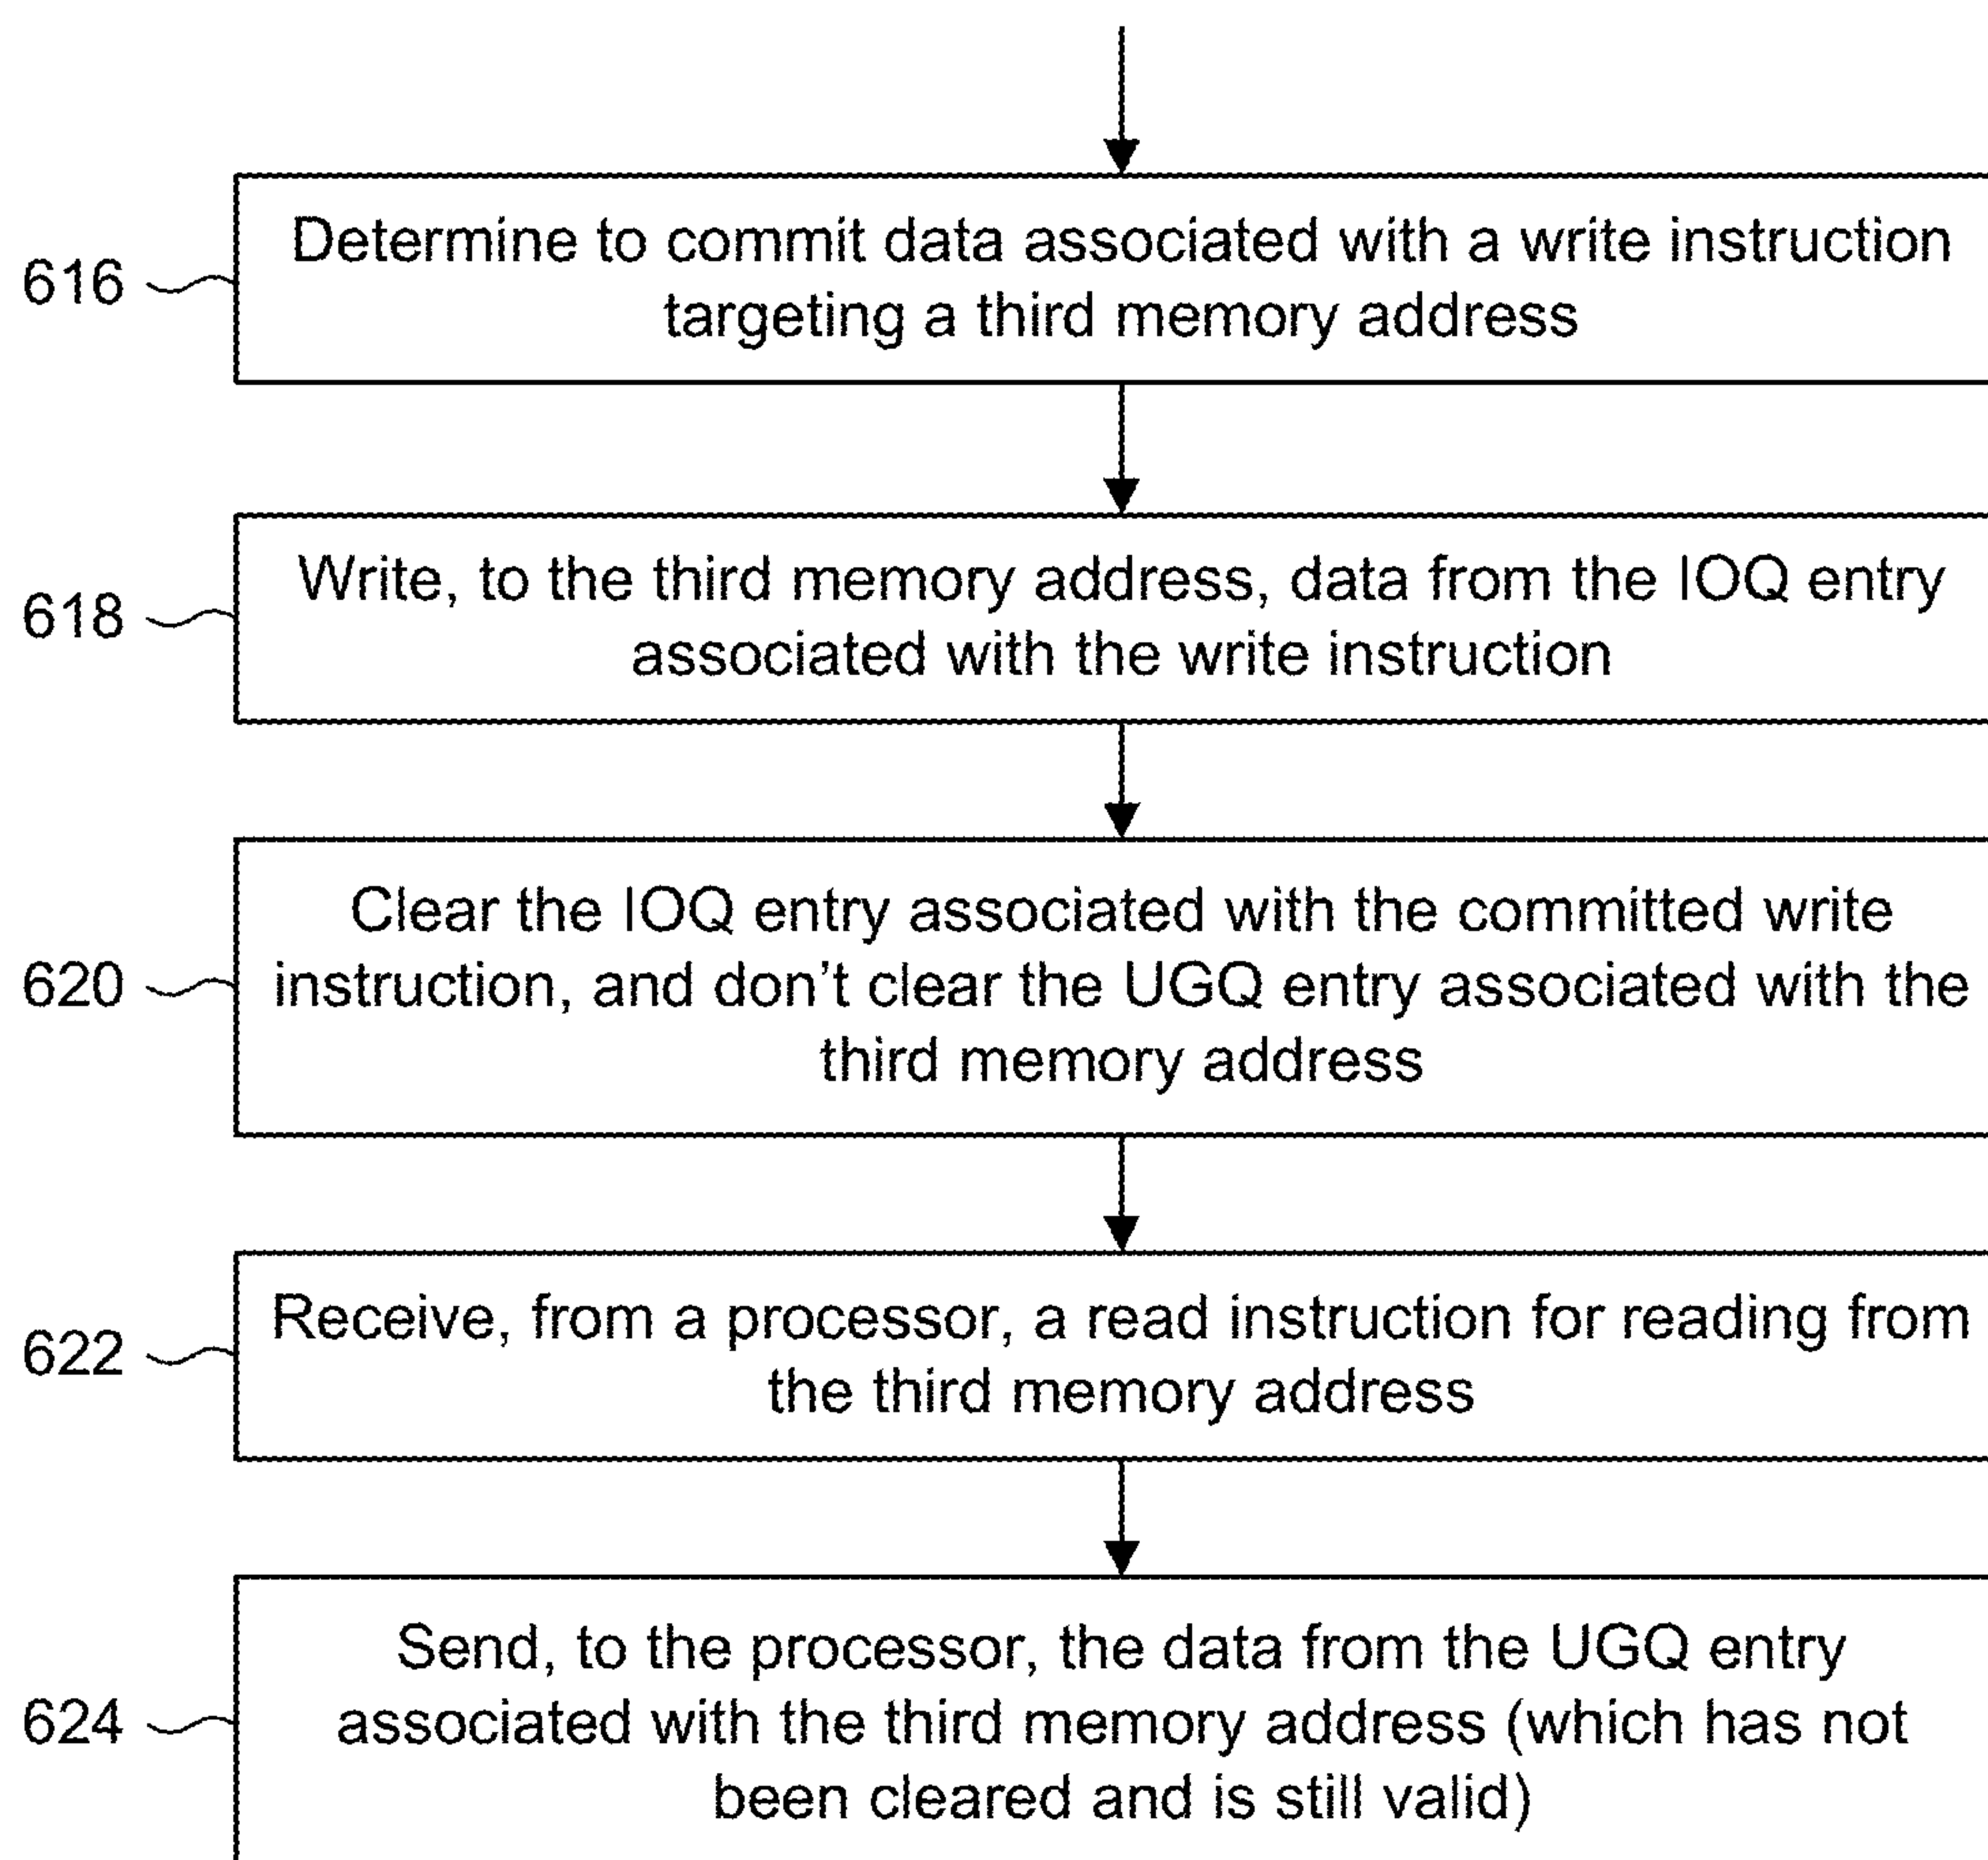 616
Determine to commit data associated with a write instruction
targeting a third memory address
618
Write, to the third memory address, data from the IOQ entry
associated with the write instruction
620
Clear the IOQ entry associated with the committed write
instruction, and don't clear the UGQ entry associated with the
third memory address
622
Receive, from a processor, a read instruction for reading from
the third memory address
624
Send, to the processor, the data from the UGQ entry
associated with the third memory address (which has not
been cleared and is still valid)